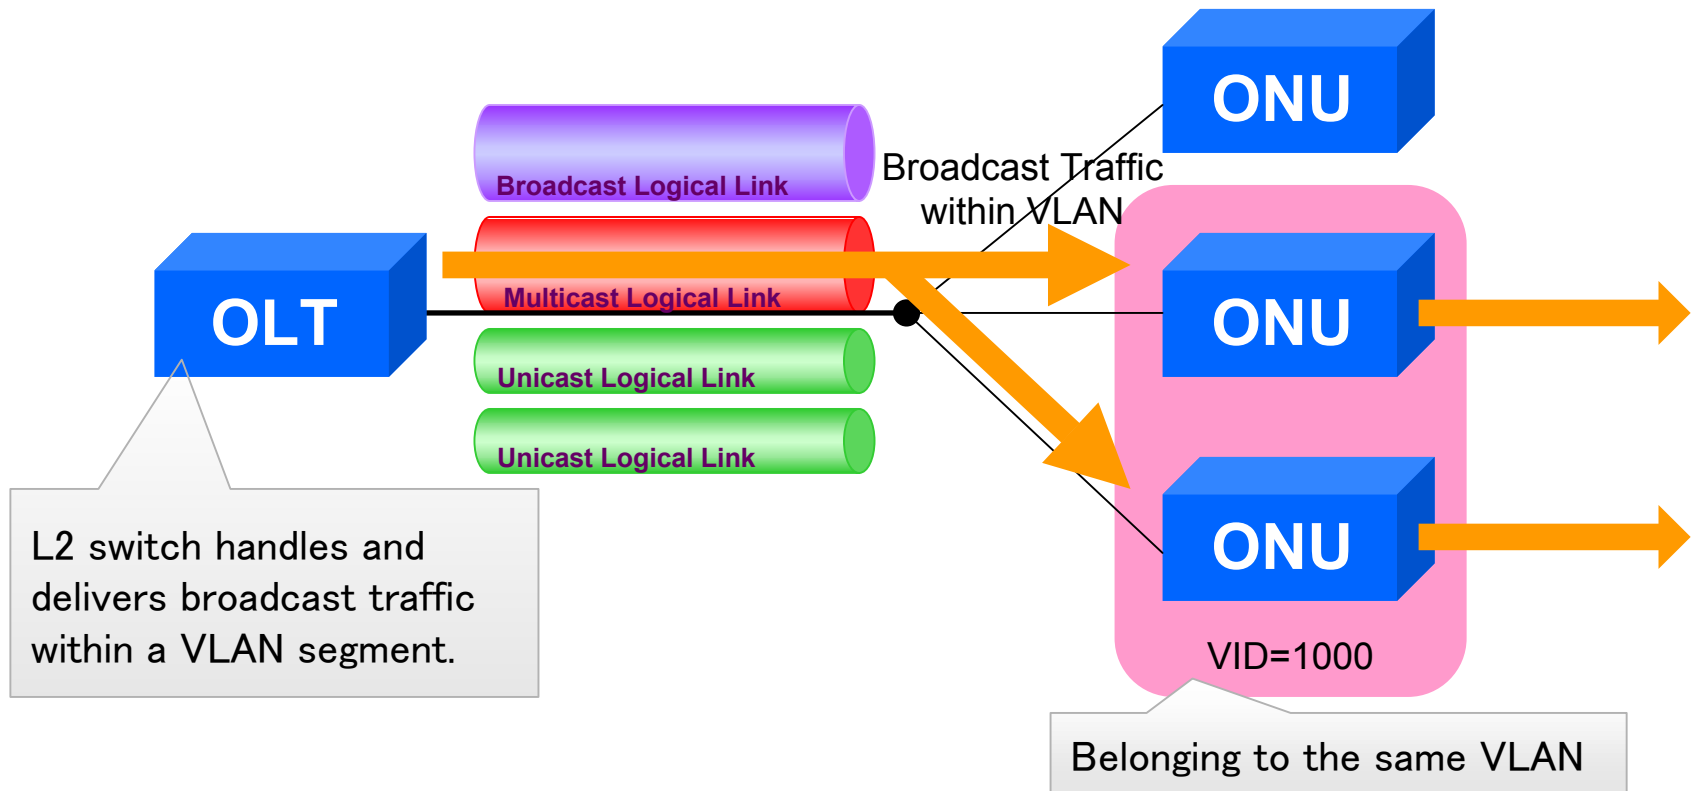 ONU
Broadcast Logical Link
Broadcast Traffic
within VLAN
Multicast Logical Link
OLT
ONU
Unicast Logical Link
Unicast Logical Link
L2 switch handles and
delivers broadcast traffic
within a VLAN segment.
ONU
VID=1000
Belonging to the same VLAN